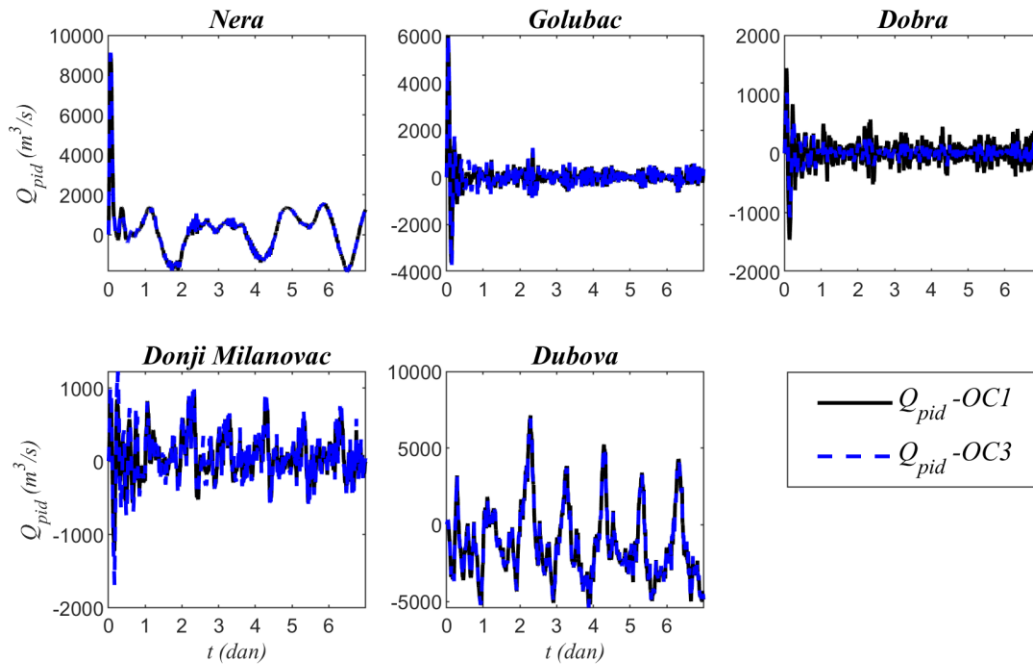 Nera
Golubac
Dobra
10000
8000
6000
4000
2000
0
Q_pid (m^3/s)
0 1 2 3 4 5 6
6000
4000
2000
0
-2000
-4000
0 1 2 3 4 5 6
2000
1000
0
-1000
-2000
0 1 2 3 4 5 6
Donji Milanovac
Dubova
1000
0
-1000
-2000
Q_pid (m^3/s)
0 1 2 3 4 5 6
t (dan)
10000
5000
0
-5000
0 1 2 3 4 5 6
t (dan)
Q_pid -OC1
Q_pid -OC3